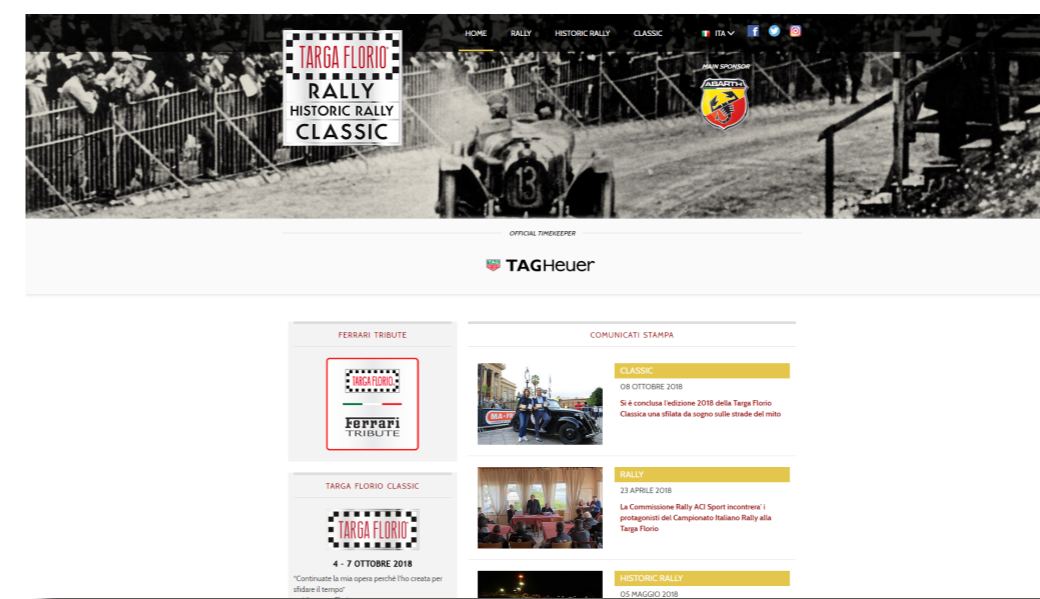 HOME RALLY HISTORIC RALLY CLASSIC ITA
TARGA FLORIO
RALLY
HISTORIC RALLY
CLASSIC
MAIN SPONSOR
ABARTH
13
OFFICIAL TIMEKEEPER
TAG
TAGHeuer
FERRARI TRIBUTE
TARGA FLORIO
Ferrari
TRIBUTE
TARGA FLORIO CLASSIC
TARGA FLORIO
4 - 7 OTTOBRE 2018
"Continuate la mia opera perché l'ho creata per
sfidare il tempo"
COMUNICATI STAMPA
CLASSIC
08 OTTOBRE 2018
Si è conclusa l'edizione 2018 della Targa Florio
Classica una sfilata da sogno sulle strade del mito
RALLY
23 APRILE 2018
La Commissione Rally ACI Sport incontrera' i
protagonisti del Campionato Italiano Rally alla
Targa Florio
HISTORIC RALLY
05 MAGGIO 2018